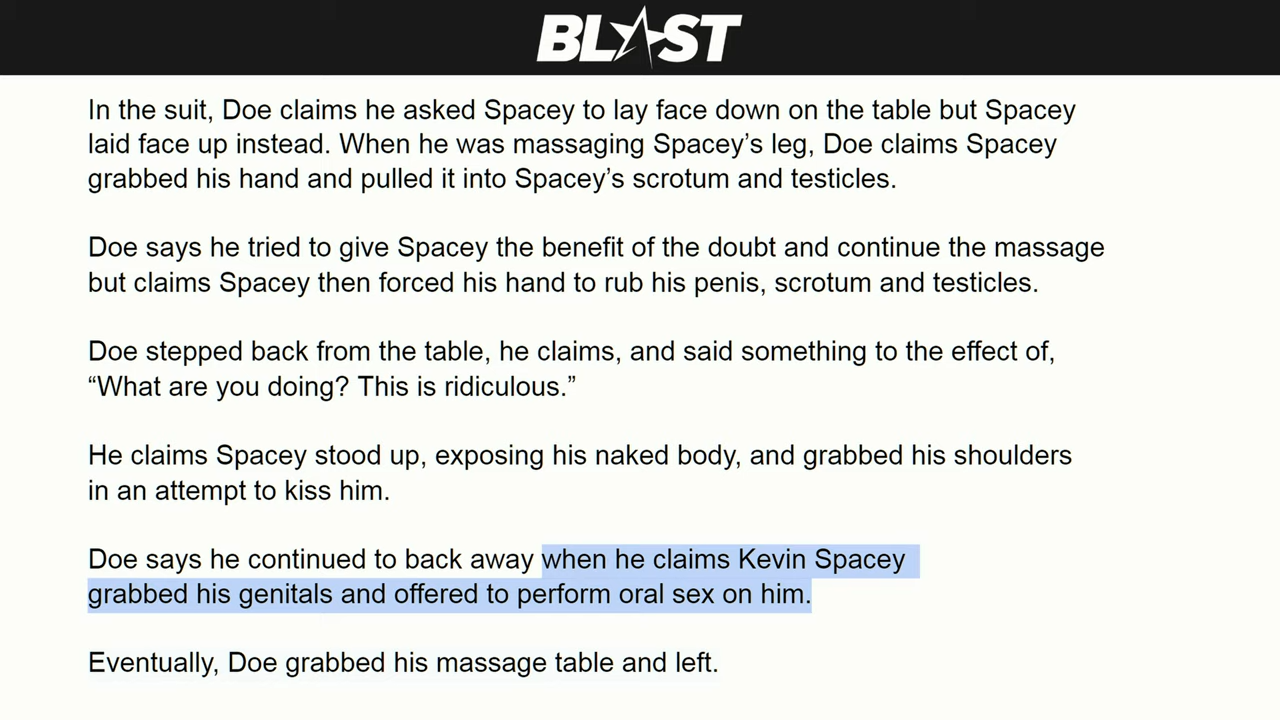 BLAST
In the suit, Doe claims he asked Spacey to lay face down on the table but Spacey
laid face up instead. When he was massaging Spacey’s leg, Doe claims Spacey
grabbed his hand and pulled it into Spacey’s scrotum and testicles.
Doe says he tried to give Spacey the benefit of the doubt and continue the massage
but claims Spacey then forced his hand to rub his penis, scrotum and testicles.
Doe stepped back from the table, he claims, and said something to the effect of,
“What are you doing? This is ridiculous.”
He claims Spacey stood up, exposing his naked body, and grabbed his shoulders
in an attempt to kiss him.
Doe says he continued to back away when he claims Kevin Spacey
grabbed his genitals and offered to perform oral sex on him.
Eventually, Doe grabbed his massage table and left.